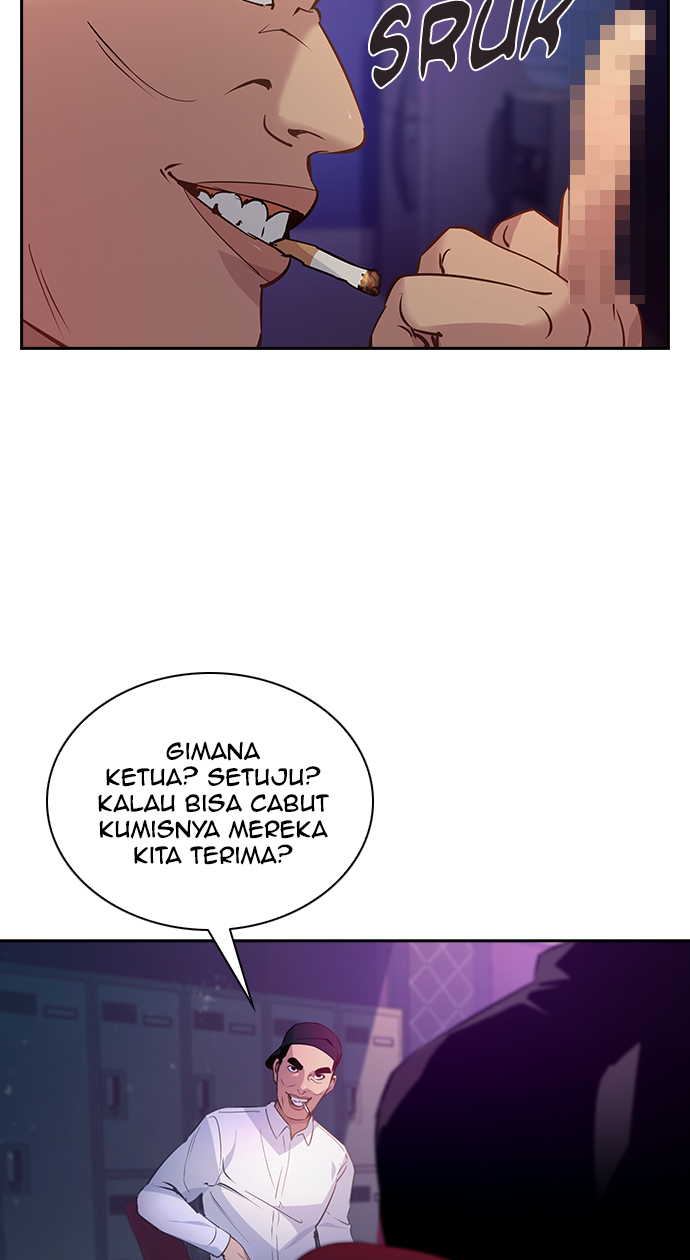 SRUK
GIMANA
KETUA? SETUJU?
KALAU BISA CABUT
KUMISNYA MEREKA
KITA TERIMA?